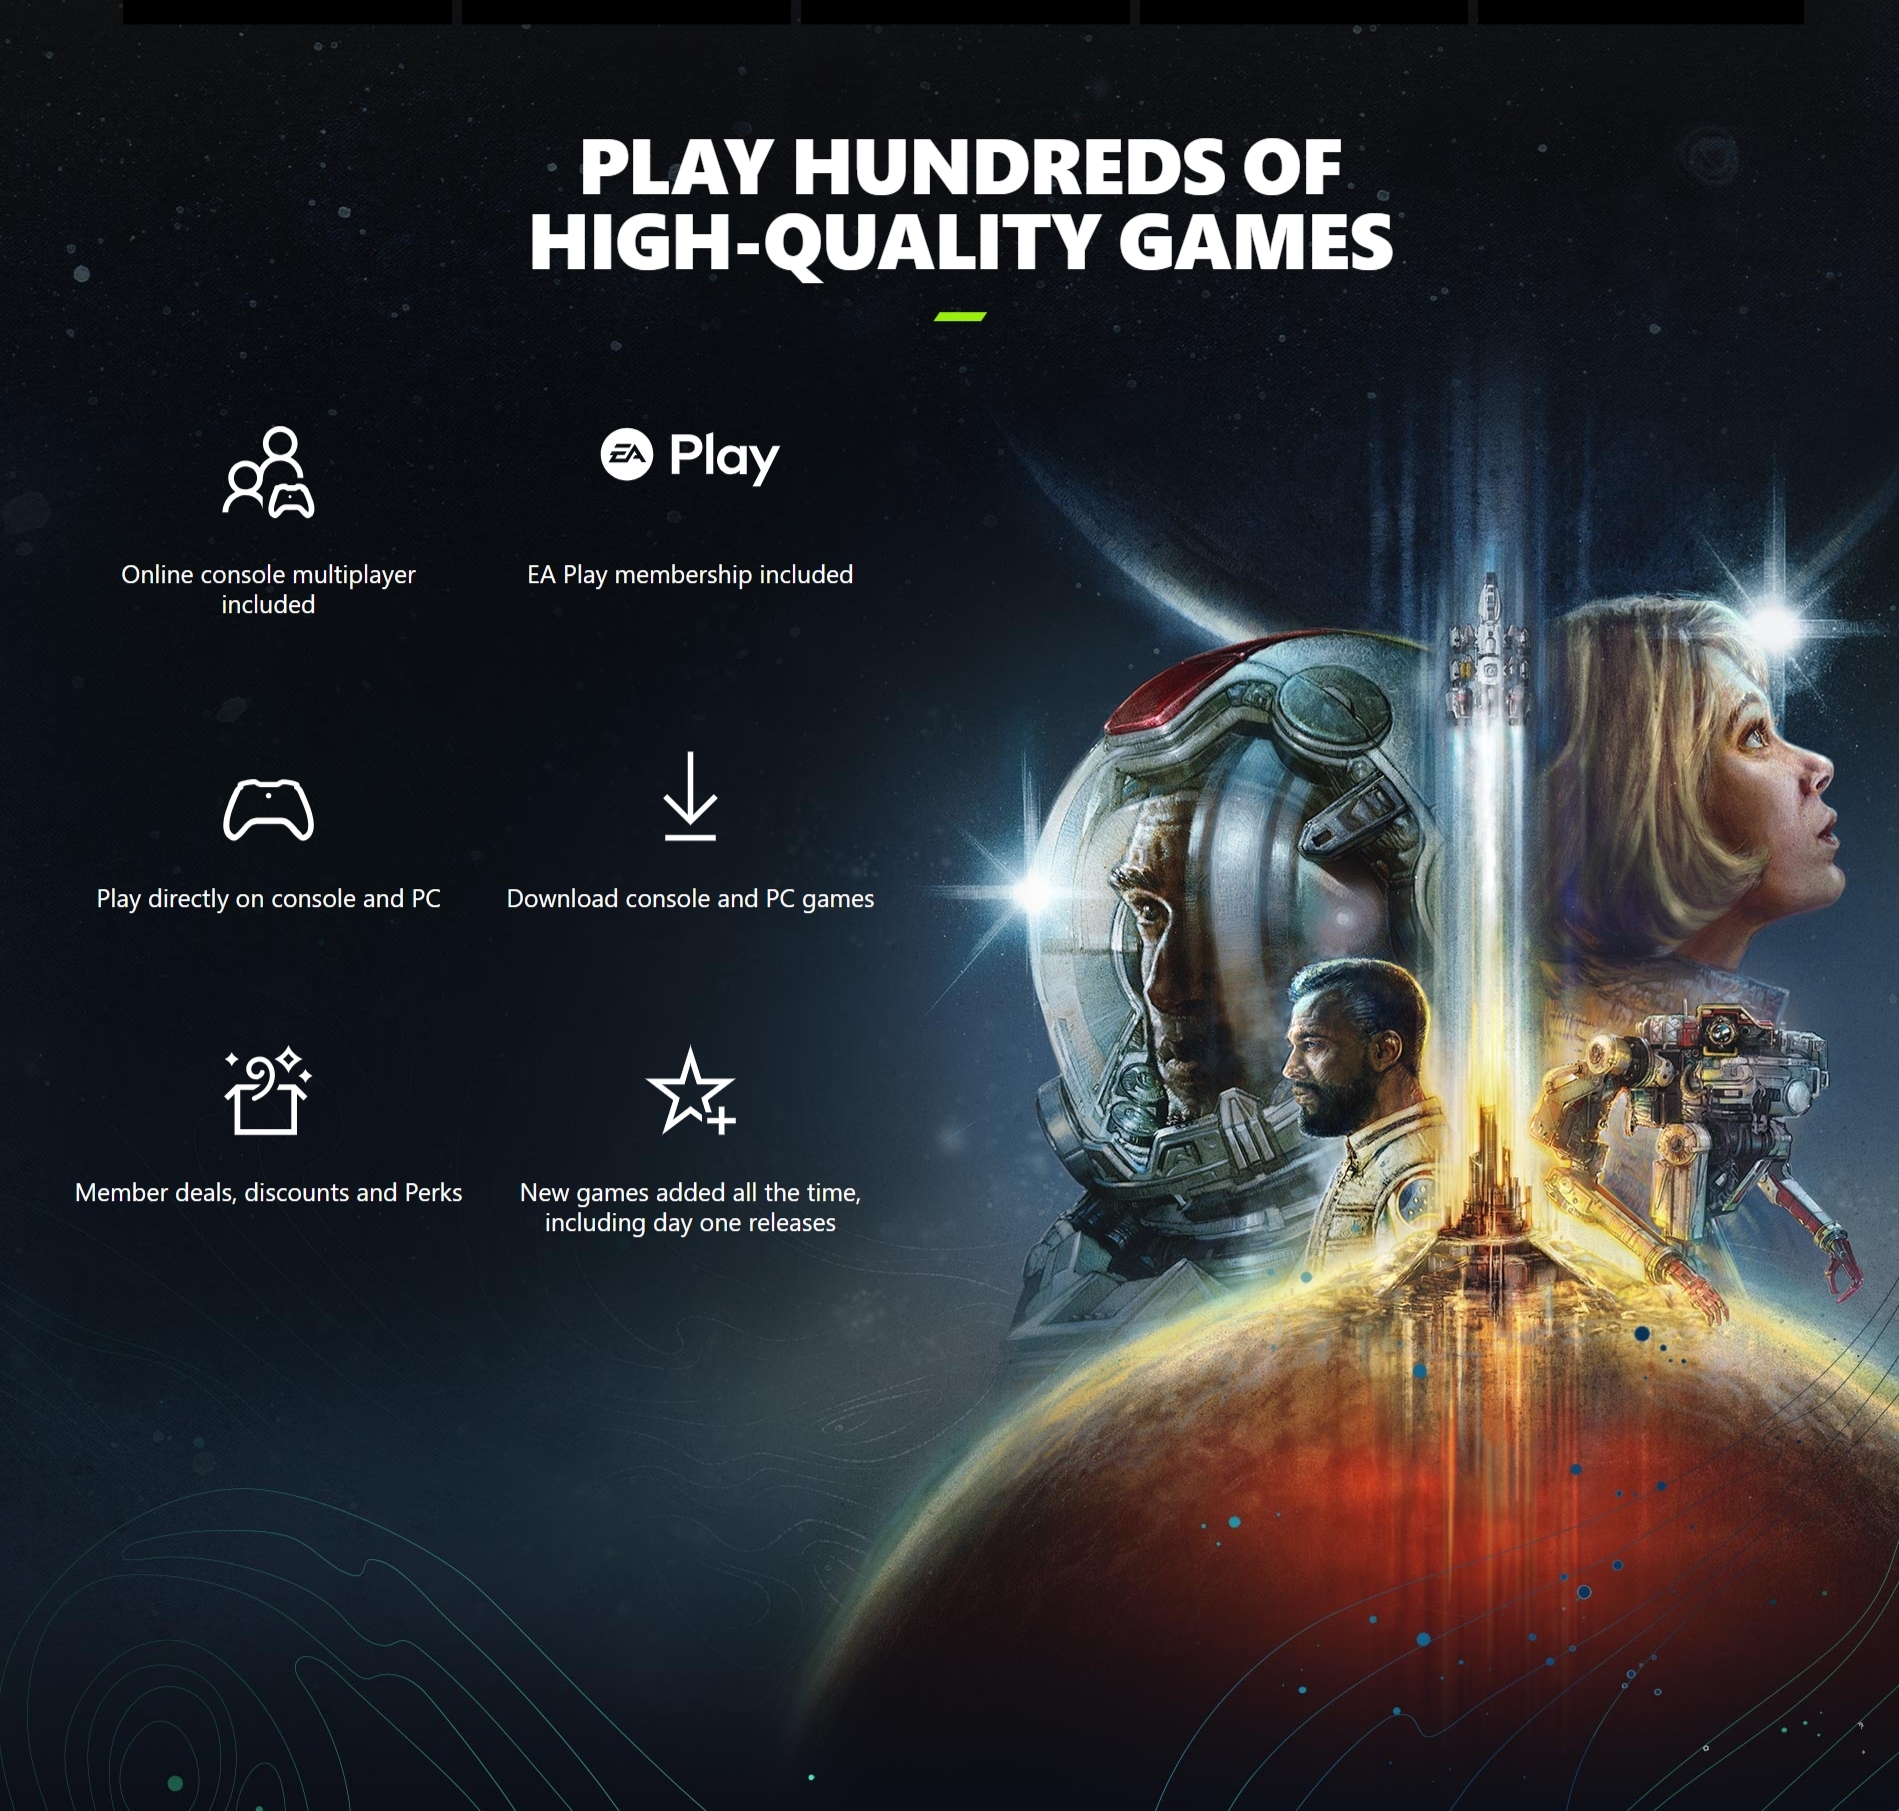 PLAY HUNDREDS OF
HIGH-QUALITY GAMES
EA Play
Online console multiplayer
included
EA Play membership included
Play directly on console and PC
Download console and PC games
Member deals, discounts and Perks
New games added all the time,
including day one releases